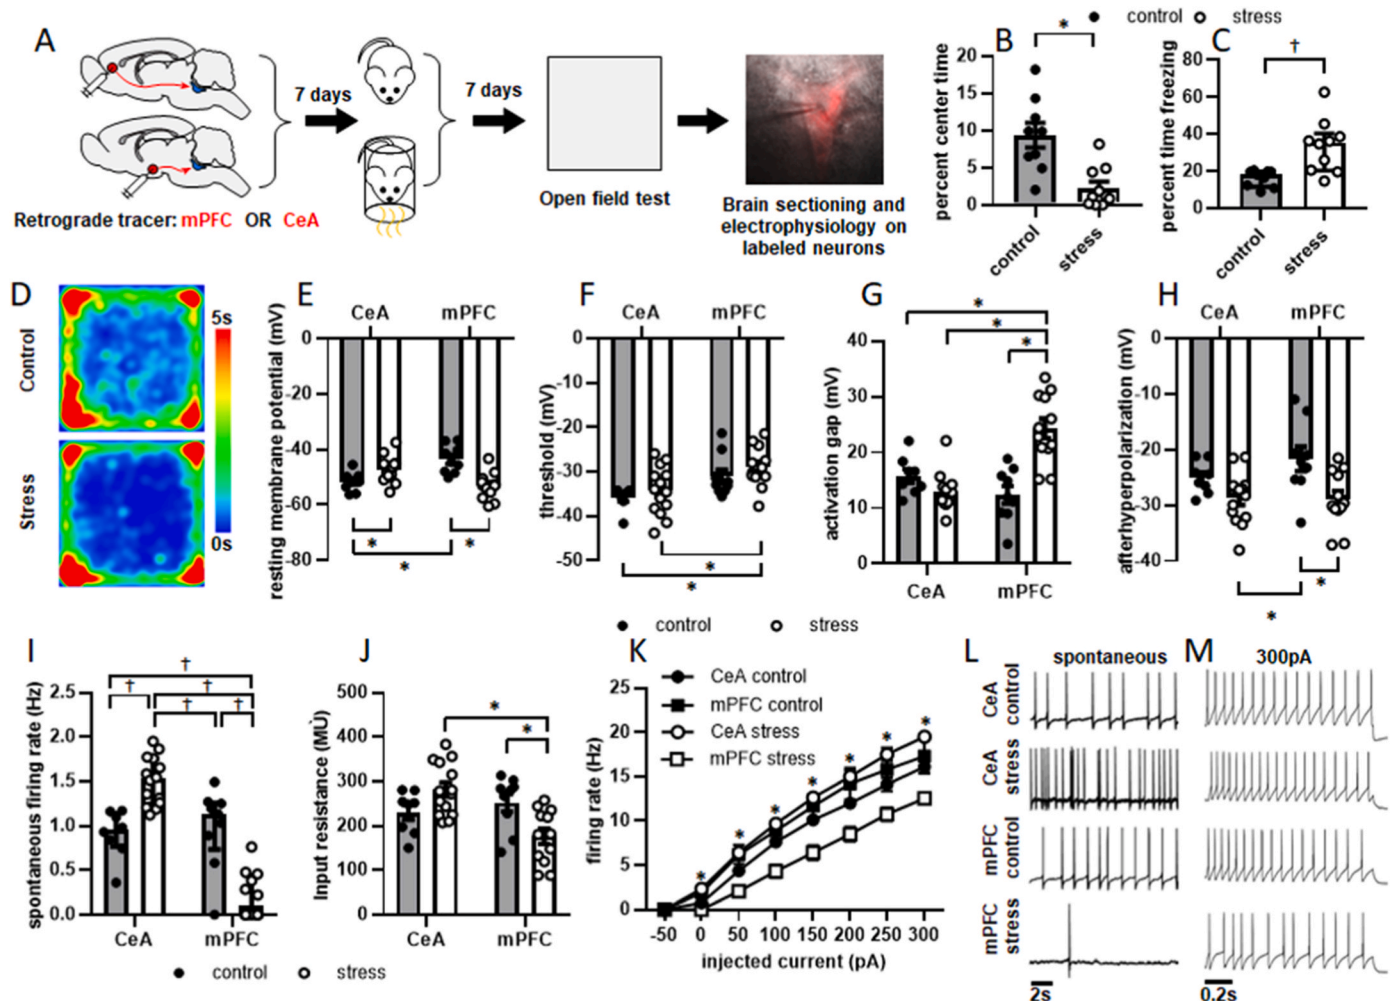 A
7 days
7 days
Retrograde tracer: mPFC OR CeA
Open field test
Brain sectioning and
electrophysiology on
labeled neurons
control
stress
B
*
percent center time
20
15
10
5
0
control
stress
C
†
percent time freezing
80
60
40
20
0
control
stress
D
Control
Stress
5s
0s
E
CeA
mPFC
resting membrane potential (mV)
0
-20
-40
-60
-80
*
*
*
F
CeA
mPFC
threshold (mV)
0
-10
-20
-30
-40
-50
*
*
G
*
*
*
activation gap (mV)
40
30
20
10
0
CeA
mPFC
H
CeA
mPFC
afterhyperpolarization (mV)
0
-10
-20
-30
-40
*
*
control
stress
I
†
†
†
†
†
spontaneous firing rate (Hz)
2.5
2.0
1.5
1.0
0.5
0.0
CeA
mPFC
control
stress
J
*
*
Input resistance (MÙ)
500
400
300
200
100
0
CeA
mPFC
K
CeA control
mPFC control
CeA stress
mPFC stress
firing rate (Hz)
25
20
15
10
5
0
* * * * * * *
-50 0 50 100 150 200 250 300
injected current (pA)
L
spontaneous
CeA
control
CeA
stress
mPFC
control
mPFC
stress
2s
M
300pA
0.2s